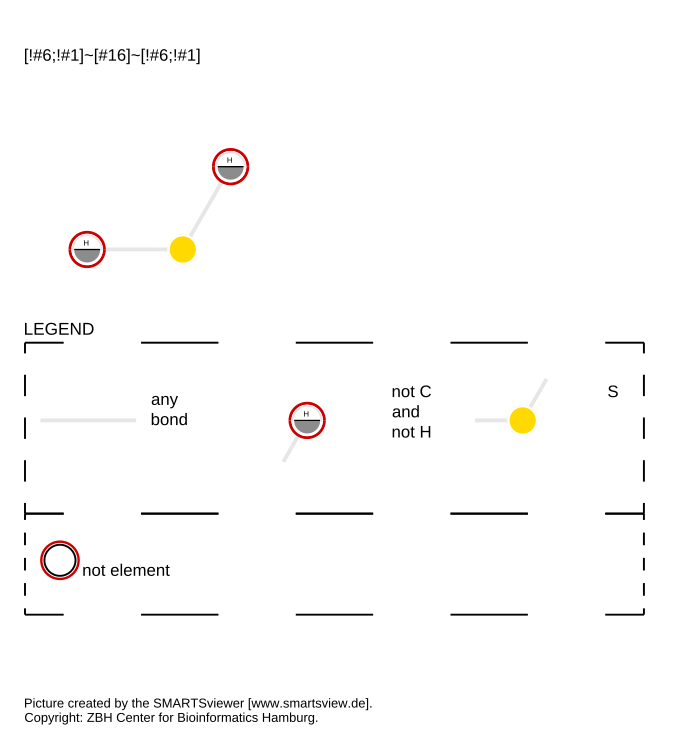 [!#6;!#1]~[#16]~[!#6;!#1]
H
H
LEGEND
any
bond
H
not C
and
not H
S
not element
Picture created by the SMARTSviewer [www.smartsview.de].
Copyright: ZBH Center for Bioinformatics Hamburg.